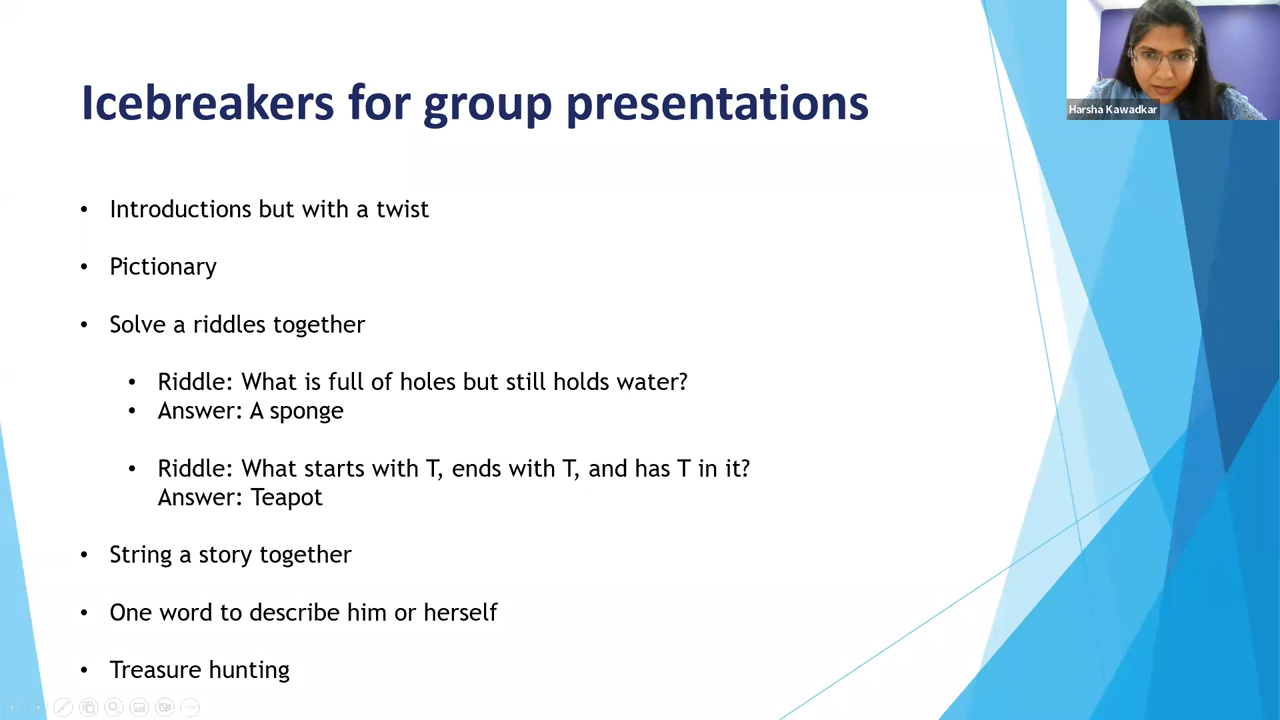 Harsha Kawadkar
Icebreakers for group presentations
• Introductions but with a twist
• Pictionary
• Solve a riddles together
• Riddle: What is full of holes but still holds water?
• Answer: A sponge
• Riddle: What starts with T, ends with T, and has T in it?
Answer: Teapot
• String a story together
• One word to describe him or herself
• Treasure hunting